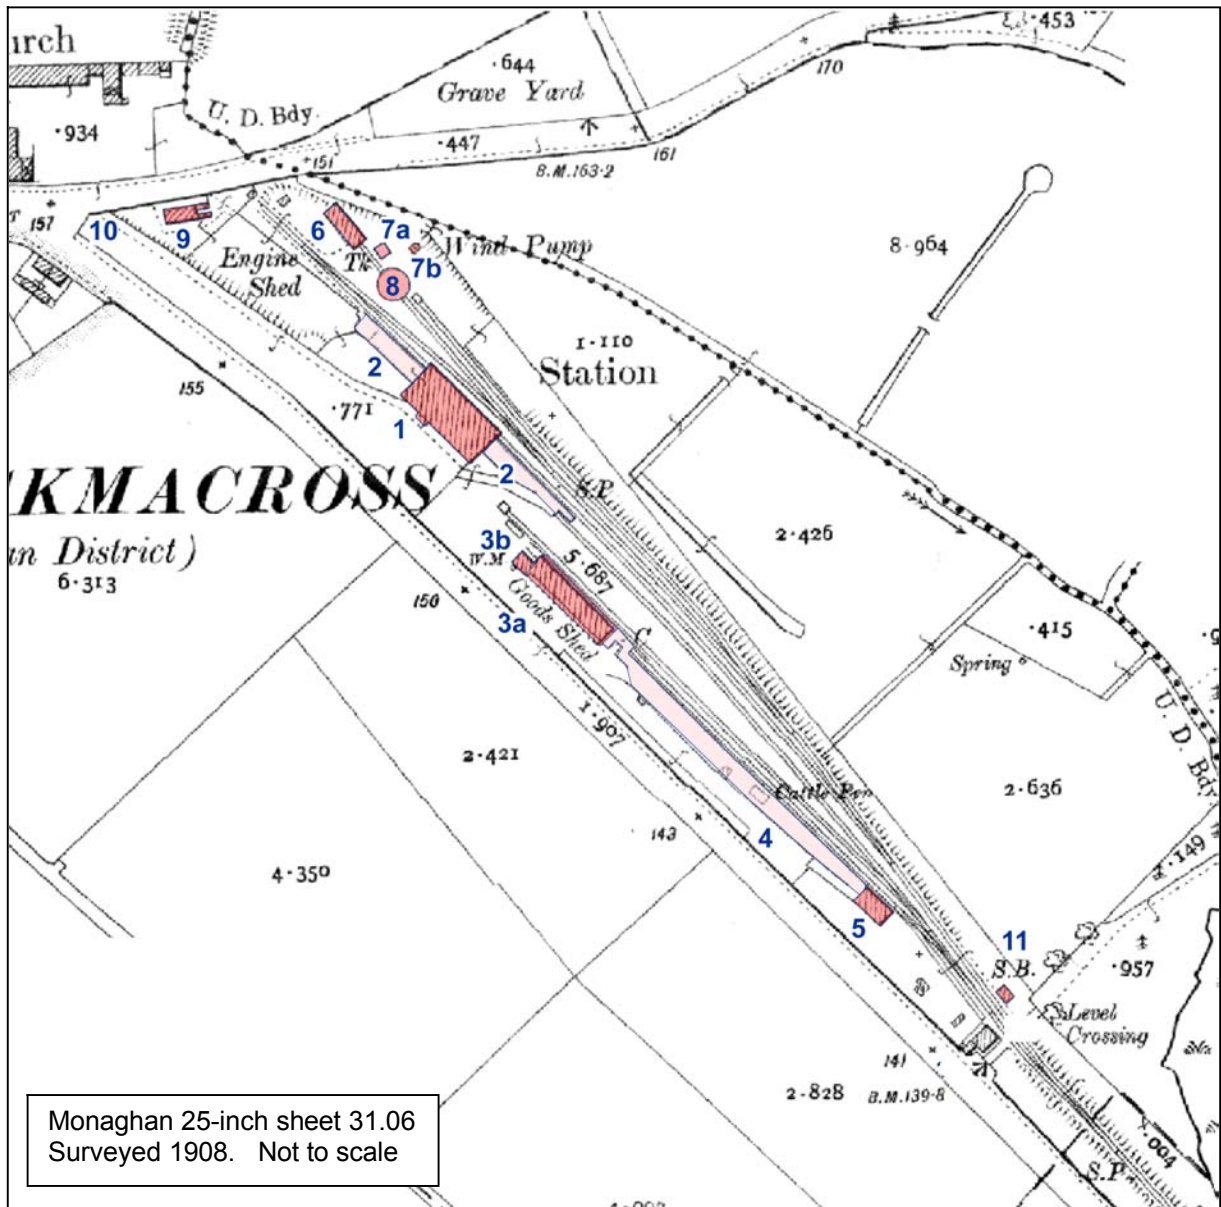 ·453
·644
170
Grave Yard
U. D. Bdy.
·934
·447
151
161
B.M.163·2
157
10
9
6
7a
Wind Pump
8·964
Tk
7b
Engine
Shed
8
1·110
2
Station
155
·771
1
2
S.P.
KMACROSS
2·426
3b
District)
W.M
5·687
6·313
150
Goods Shed
3a
C
·415
Spring
U. D. Bdy
1·907
2·421
Cattle Pen
2·636
143
4
·149
4·350
5
11
S.B.
·957
Level
Crossing
141
2·828
B.M.139·8
Monaghan 25-inch sheet 31.06
Surveyed 1908. Not to scale
·004
S.P.